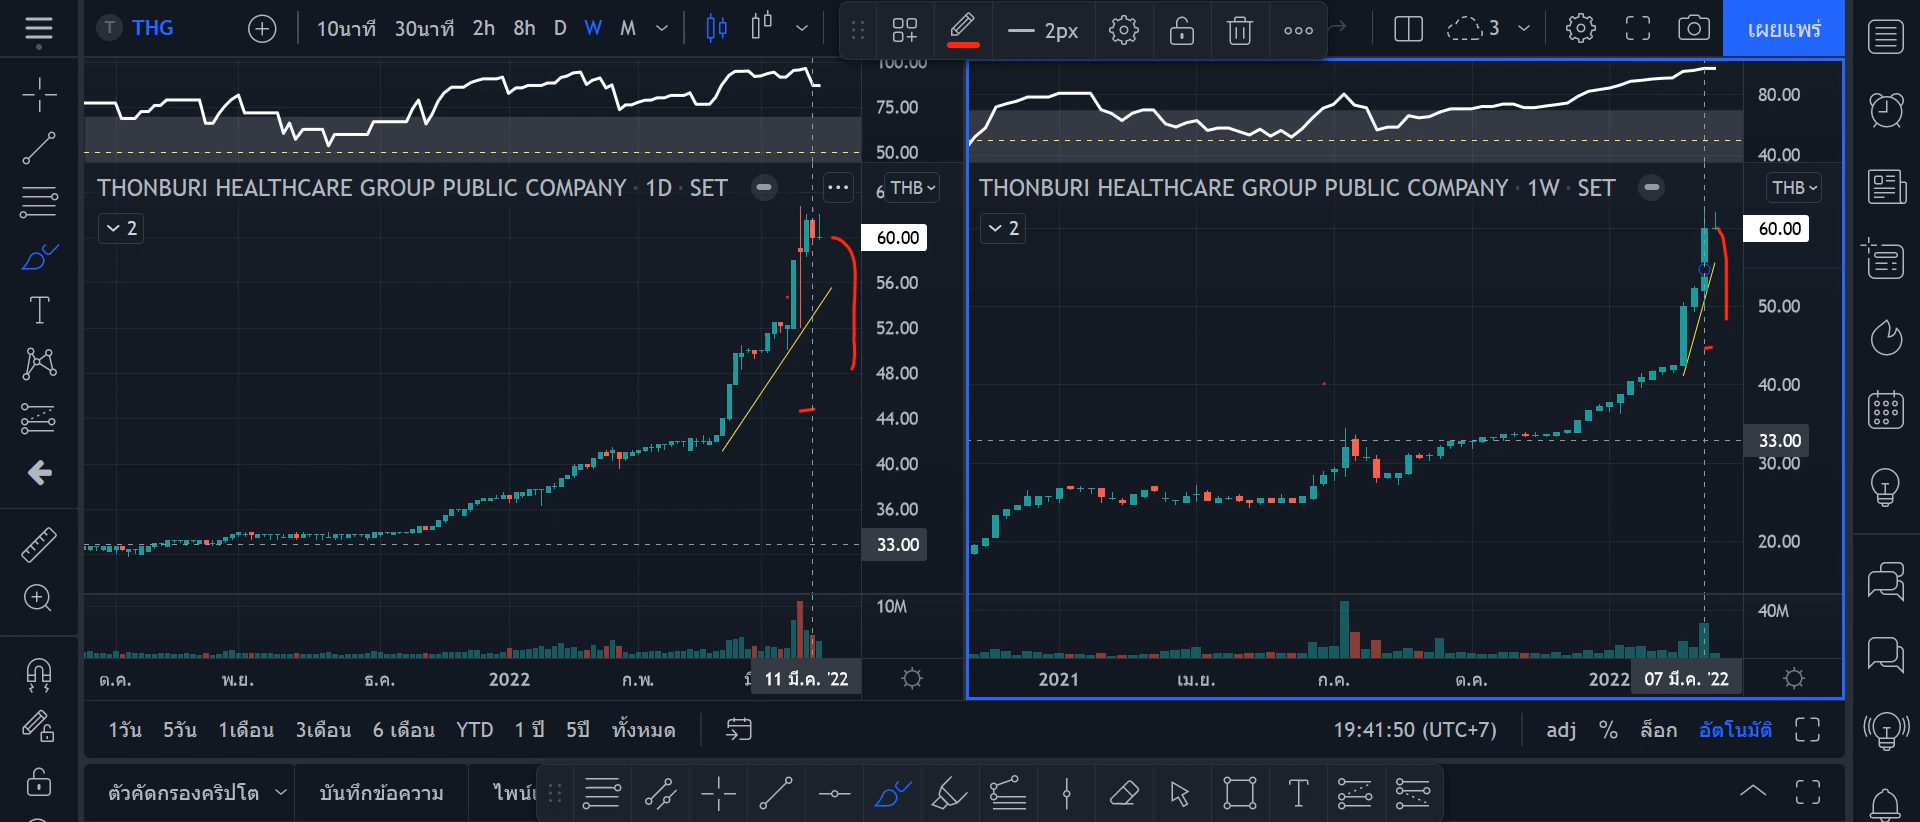 T THG 10นาที 30นาที 2h 8h D W M 2px 3 เผยแพร่
100.00
75.00
50.00
80.00
40.00
THONBURI HEALTHCARE GROUP PUBLIC COMPANY · 1D · SET
THB
2
60.00
56.00
52.00
48.00
44.00
40.00
36.00
33.00
10M
ต.ค. พ.ย. ธ.ค. 2022 ก.พ. 11 มี.ค. '22
THONBURI HEALTHCARE GROUP PUBLIC COMPANY · 1W · SET
THB
2
60.00
50.00
40.00
33.00
30.00
20.00
40M
2021 เม.ย. ก.ค. ต.ค. 2022 07 มี.ค. '22
1วัน 5วัน 1เดือน 3เดือน 6 เดือน YTD 1 ปี 5ปี ทั้งหมด 19:41:50 (UTC+7) adj % ล็อก อัตโนมัติ
ตัวคัดกรองคริปโต บันทึกข้อความ
T